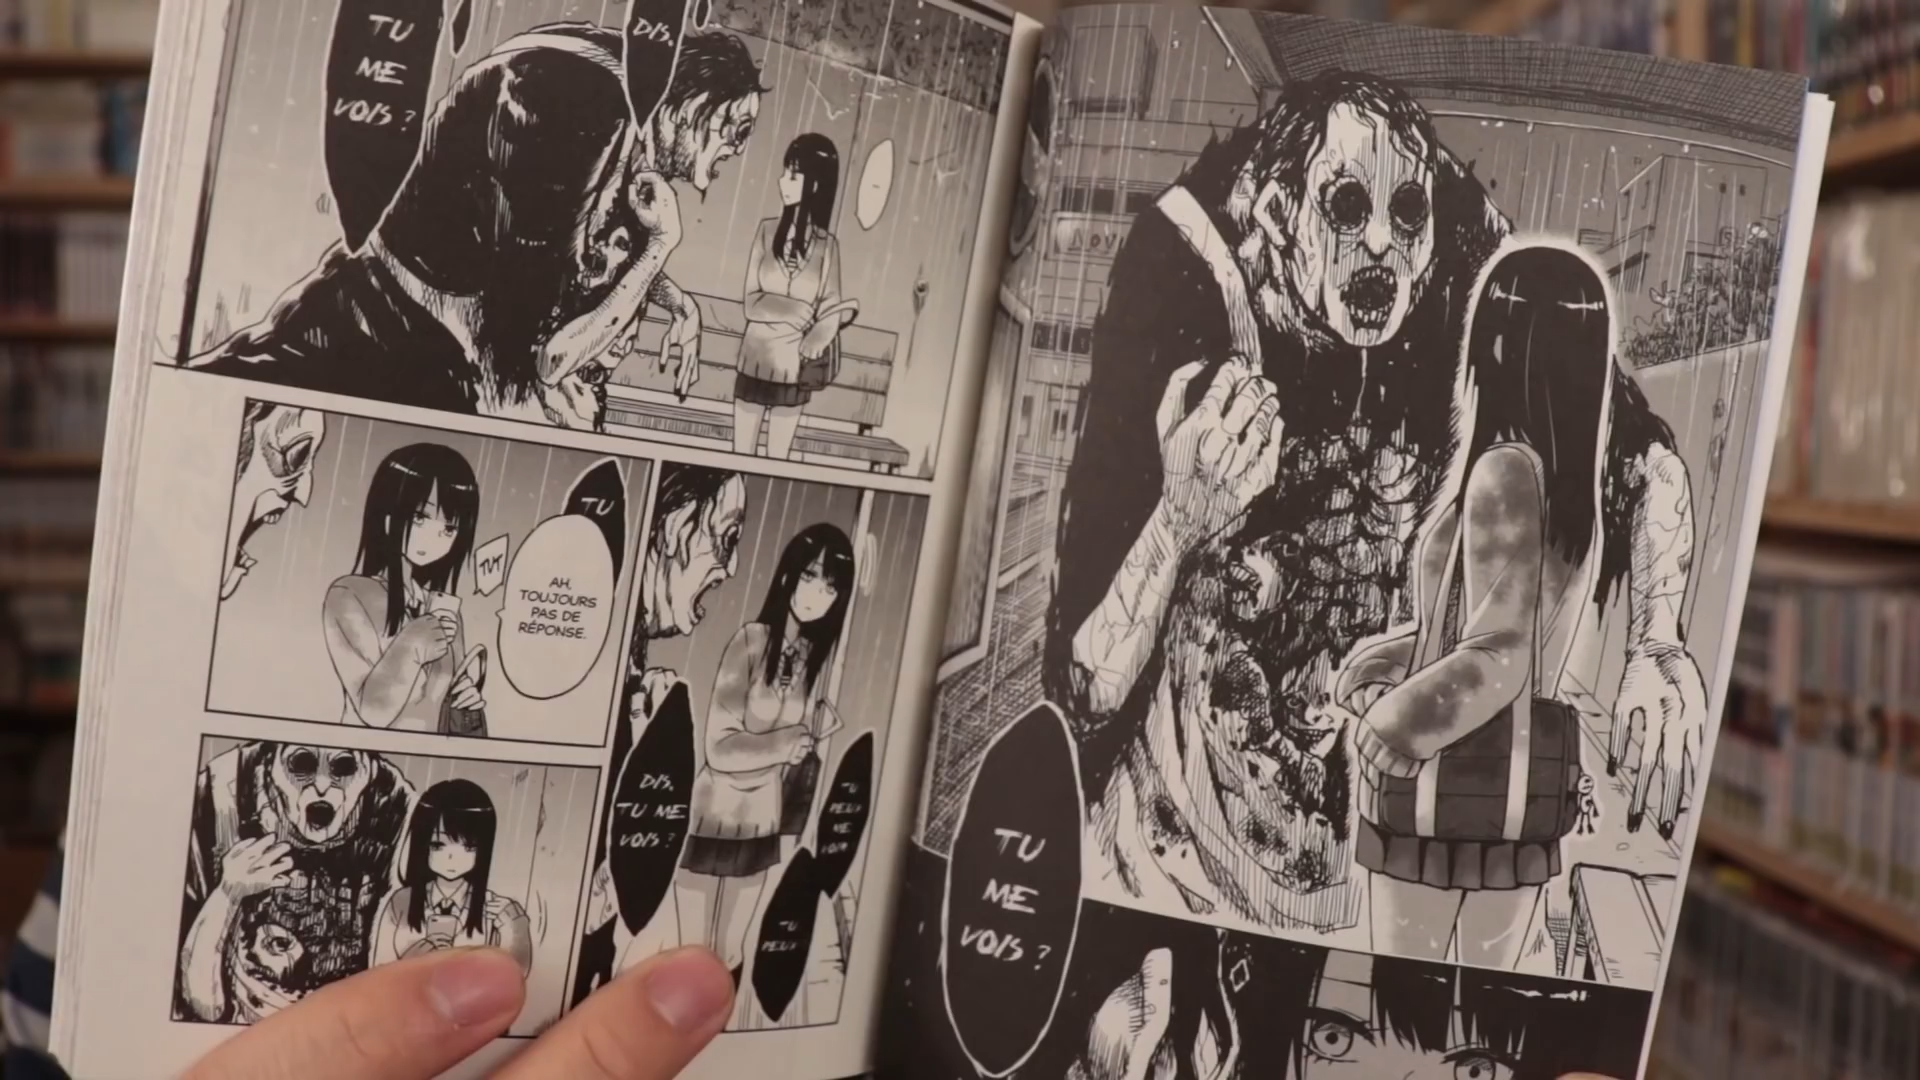 TU
ME
VOIS ?
DIS,
TU
ME
VOIS ?
TU
PEUX
ME
VOIR
TU
PEUX
DIS,
TU ME
VOIS ?
TU
TUT
AH,
TOUJOURS
PAS DE
RÉPONSE.